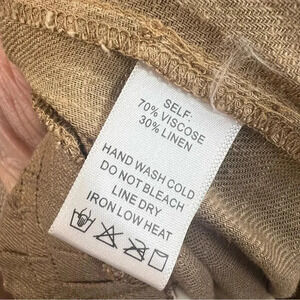 SELF:
70% VISCOSE
30% LINEN
HAND WASH COLD
DO NOT BLEACH
LINE DRY
IRON LOW HEAT